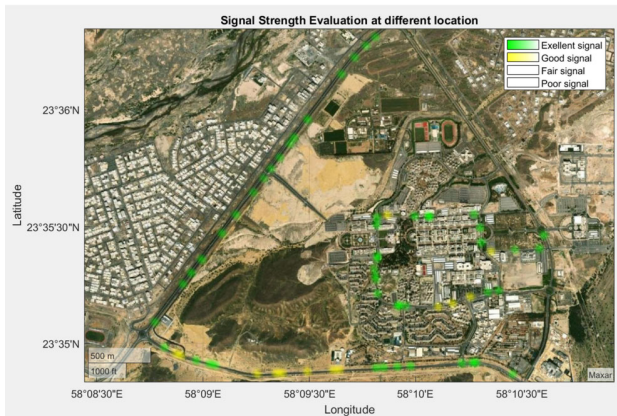 Signal Strength Evaluation at different location
Exellent signal
Good signal
Fair signal
Poor signal
23°36'N
23°35'30"N
23°35'N
Latitude
500 m
1000 ft
Maxar
58°08'30"E
58°09'E
58°09'30"E
58°10'E
58°10'30"E
Longitude